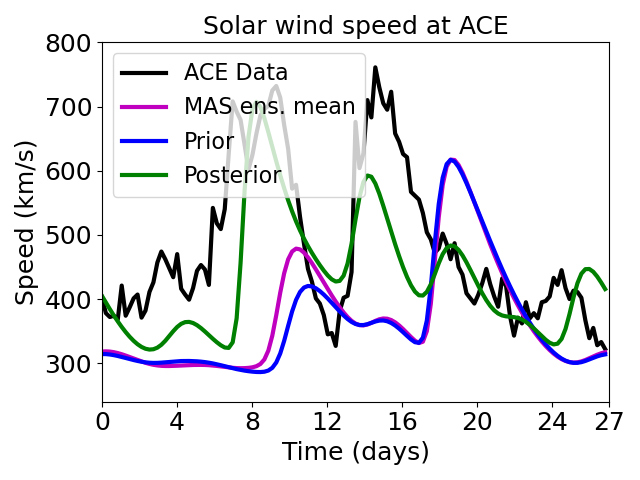 Solar wind speed at ACE
800
700
600
500
400
300
Speed (km/s)
ACE Data
MAS ens. mean
Prior
Posterior
0 4 8 12 16 20 24 27
Time (days)